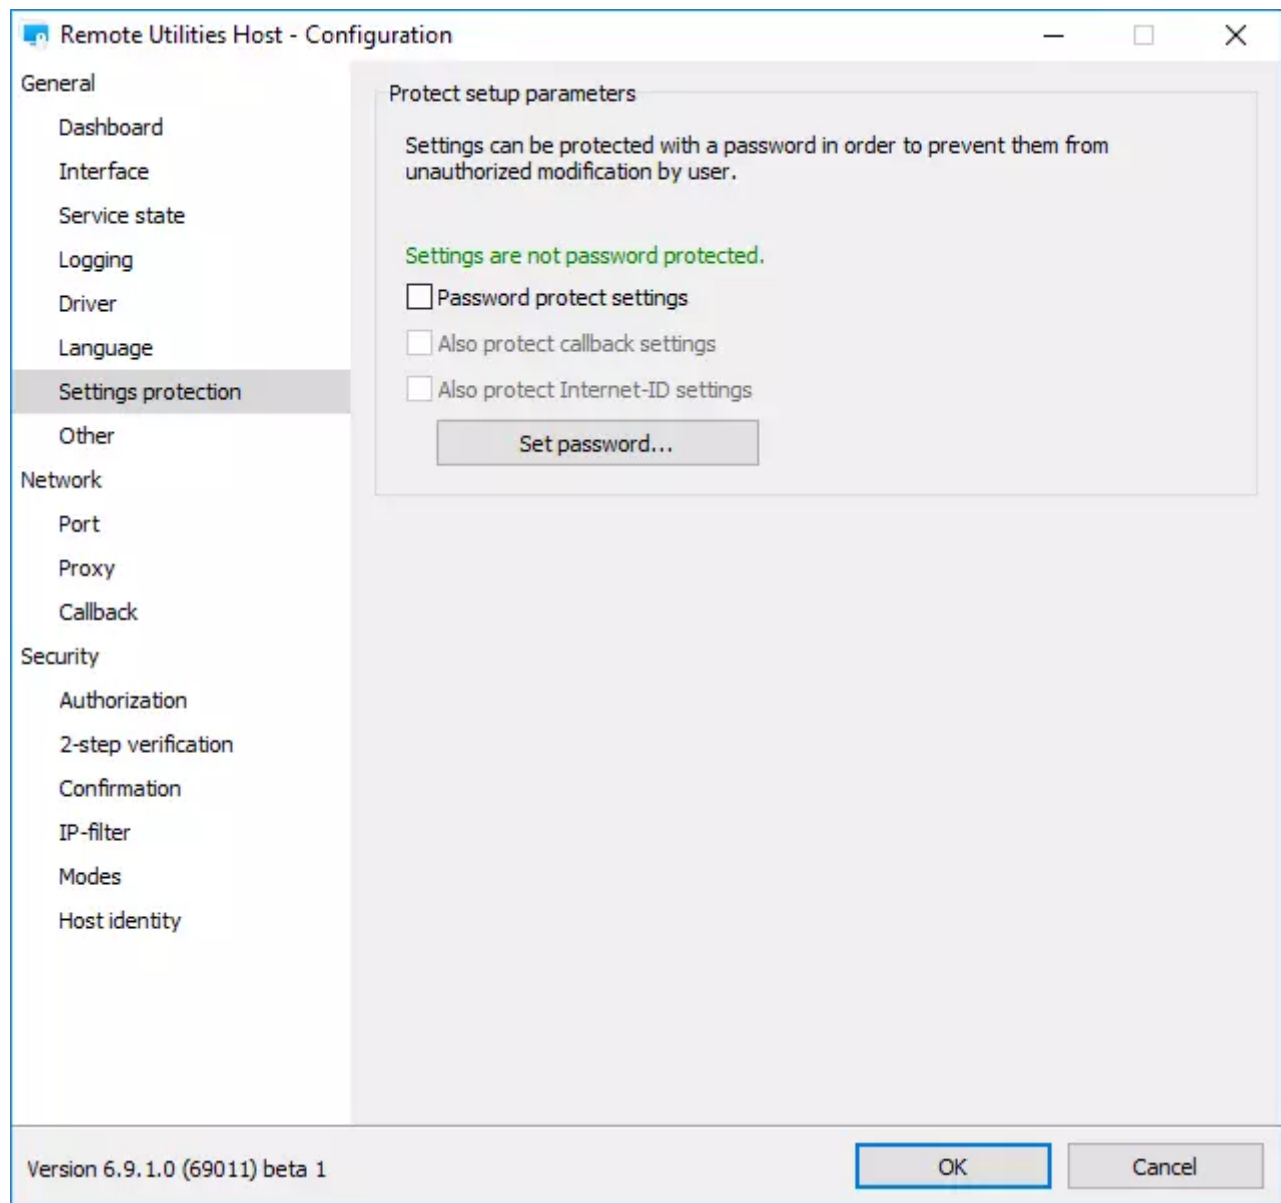 Remote Utilities Host - Configuration
General
Dashboard
Interface
Service state
Logging
Driver
Language
Settings protection
Other
Network
Port
Proxy
Callback
Security
Authorization
2-step verification
Confirmation
IP-filter
Modes
Host identity
Protect setup parameters
Settings can be protected with a password in order to prevent them from
unauthorized modification by user.
Settings are not password protected.
Password protect settings
Also protect callback settings
Also protect Internet-ID settings
Set password...
Version 6.9.1.0 (69011) beta 1
OK
Cancel